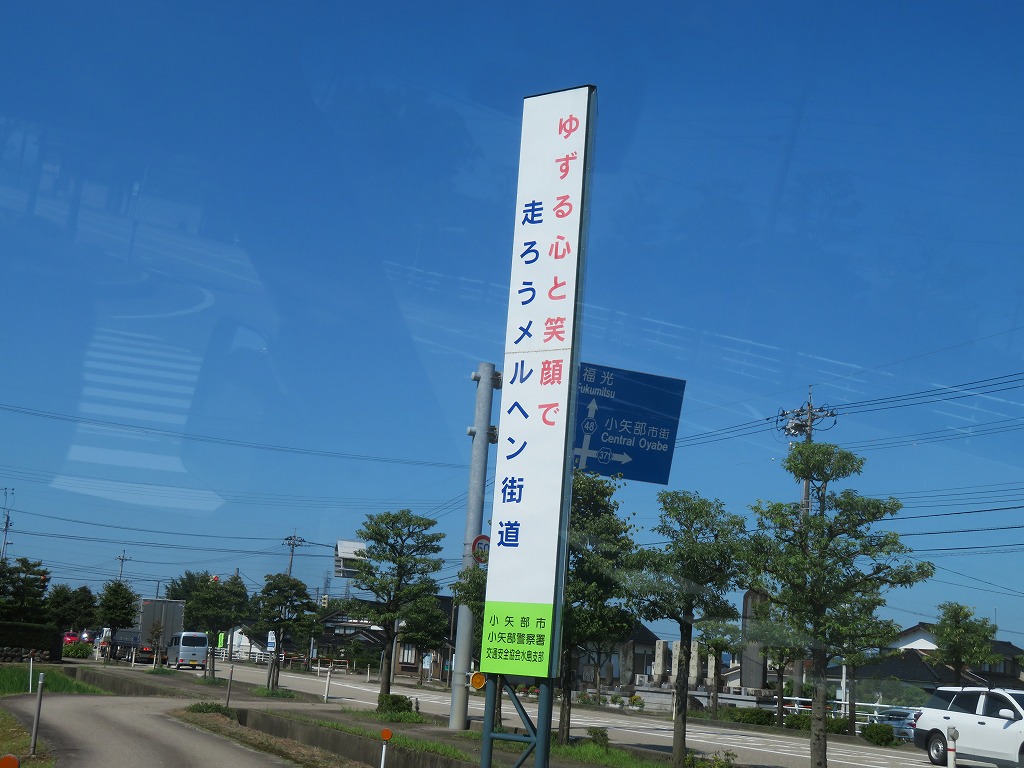 ゆずる心と笑顔で
走ろうメルヘン街道
小矢部市
小矢部警察署
交通安全協会水島支部
福光
Fukumitsu
48
小矢部市街
Central Oyabe
371
50